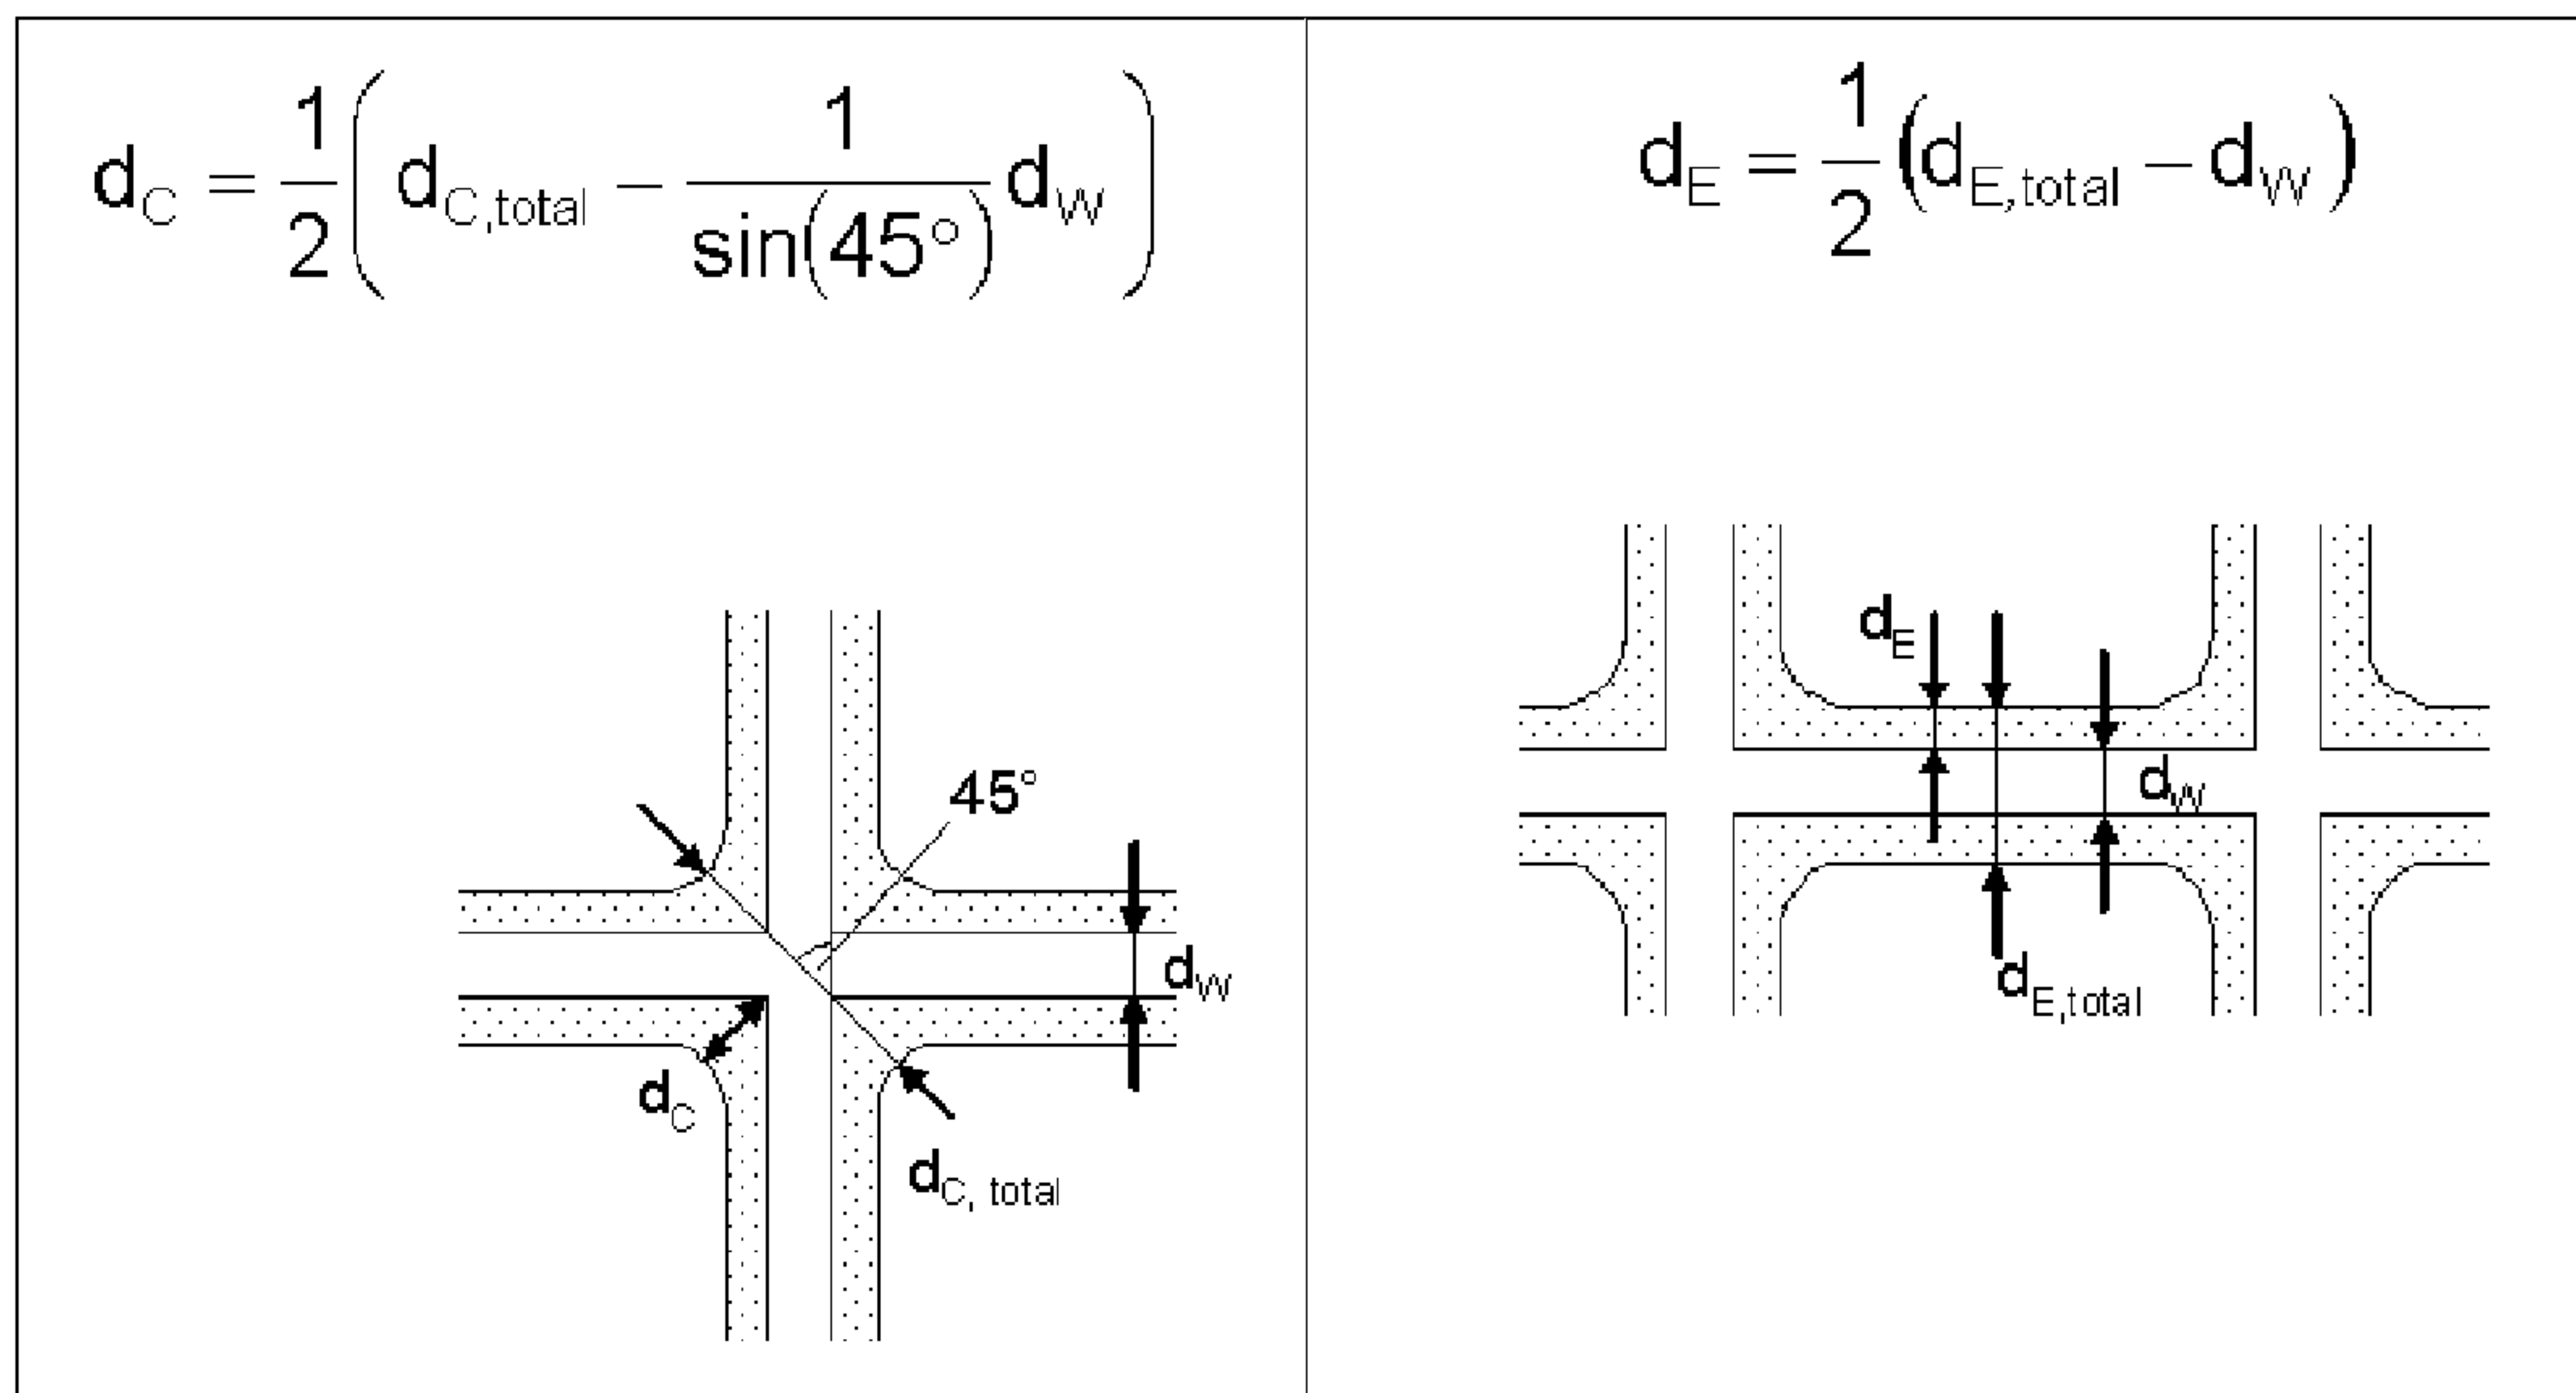 d_C = 1/2 ( d_C,total − 1/sin(45°) d_W )
45°
d_W
d_C
d_C, total
d_E = 1/2 ( d_E,total − d_W )
d_E
d_W
d_E,total